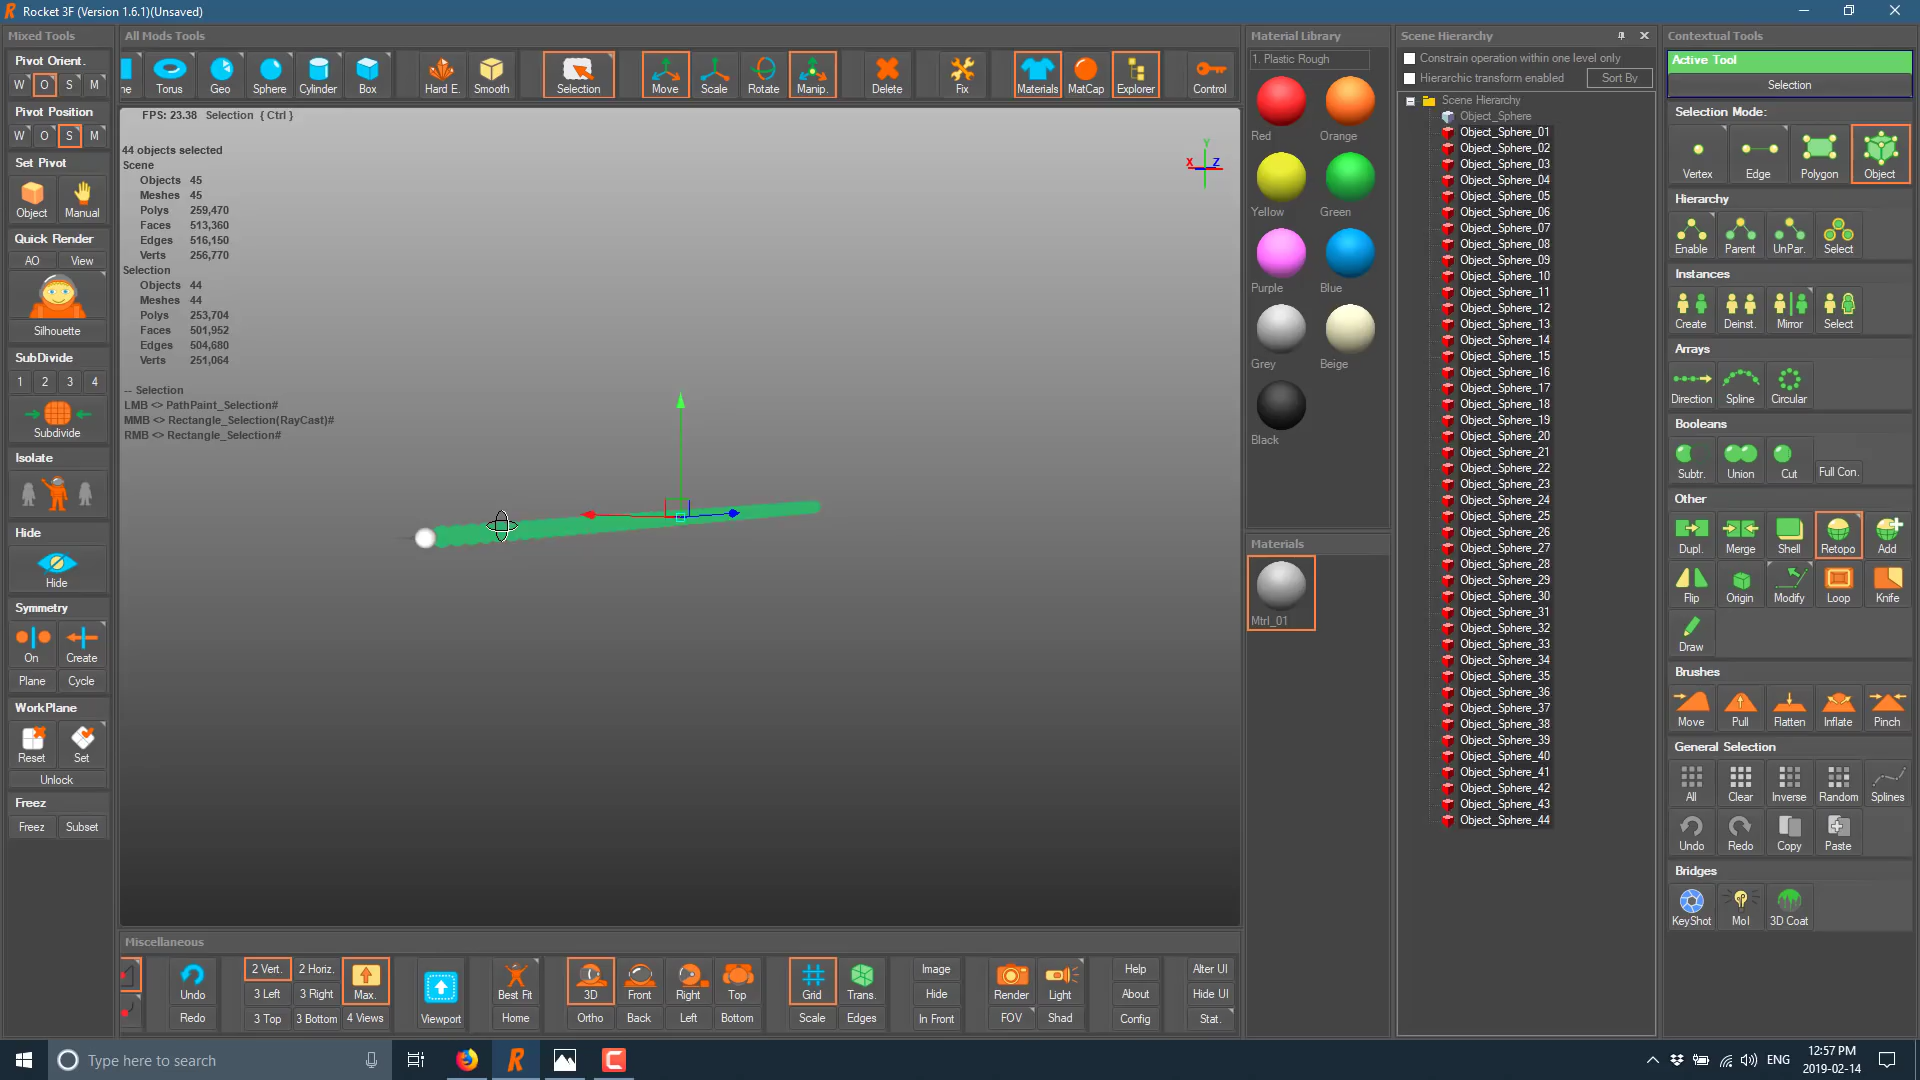 Rocket 3F (Version 1.6.1)(Unsaved)
Mixed Tools
Pivot Orient.
W O S M
Pivot Position
W O S M
Set Pivot
Object Manual
Quick Render
AO View
Silhouette
SubDivide
1 2 3 4
Subdivide
Isolate
Hide
Hide
Symmetry
On Create
Plane Cycle
WorkPlane
Reset Set
Unlock
Freez
Freez Subset
All Mods Tools
Torus Geo Sphere Cylinder Box Hard E. Smooth Selection Move Scale Rotate Manip. Delete Fix Materials MatCap Explorer Control
FPS: 23.38 Selection { Ctrl }
44 objects selected
Scene
Objects 45
Meshes 45
Polys 259,470
Faces 513,360
Edges 516,150
Verts 256,770
Selection
Objects 44
Meshes 44
Polys 253,704
Faces 501,952
Edges 504,680
Verts 251,064
-- Selection
LMB <> PathPaint_Selection#
MMB <> Rectangle_Selection(RayCast)#
RMB <> Rectangle_Selection#
Y
X Z
Miscellaneous
Undo
Redo
2 Vert. 2 Horiz.
3 Left 3 Right
3 Top 3 Bottom
Max.
4 Views
Viewport
Best Fit
Home
3D Front Right Top
Ortho Back Left Bottom
Grid Trans.
Scale Edges
Image
Hide
In Front
Render Light
FOV Shad
Help
About
Config
Alter UI
Hide UI
Stat.
Material Library
1. Plastic Rough
Red Orange
Yellow Green
Purple Blue
Grey Beige
Black
Materials
Mtrl_01
Scene Hierarchy
Constrain operation within one level only
Hierarchic transform enabled Sort By
Scene Hierarchy
Object_Sphere
Object_Sphere_01
Object_Sphere_02
Object_Sphere_03
Object_Sphere_04
Object_Sphere_05
Object_Sphere_06
Object_Sphere_07
Object_Sphere_08
Object_Sphere_09
Object_Sphere_10
Object_Sphere_11
Object_Sphere_12
Object_Sphere_13
Object_Sphere_14
Object_Sphere_15
Object_Sphere_16
Object_Sphere_17
Object_Sphere_18
Object_Sphere_19
Object_Sphere_20
Object_Sphere_21
Object_Sphere_22
Object_Sphere_23
Object_Sphere_24
Object_Sphere_25
Object_Sphere_26
Object_Sphere_27
Object_Sphere_28
Object_Sphere_29
Object_Sphere_30
Object_Sphere_31
Object_Sphere_32
Object_Sphere_33
Object_Sphere_34
Object_Sphere_35
Object_Sphere_36
Object_Sphere_37
Object_Sphere_38
Object_Sphere_39
Object_Sphere_40
Object_Sphere_41
Object_Sphere_42
Object_Sphere_43
Object_Sphere_44
Contextual Tools
Active Tool
Selection
Selection Mode:
Vertex Edge Polygon Object
Hierarchy
Enable Parent UnPar. Select
Instances
Create Deinst. Mirror Select
Arrays
Direction Spline Circular
Booleans
Subtr. Union Cut Full Con.
Other
Dupl. Merge Shell Retopo Add
Flip Origin Modify Loop Knife
Draw
Brushes
Move Pull Flatten Inflate Pinch
General Selection
All Clear Inverse Random Splines
Undo Redo Copy Paste
Bridges
KeyShot MoI 3D Coat
Type here to search
ENG
12:57 PM
2019-02-14